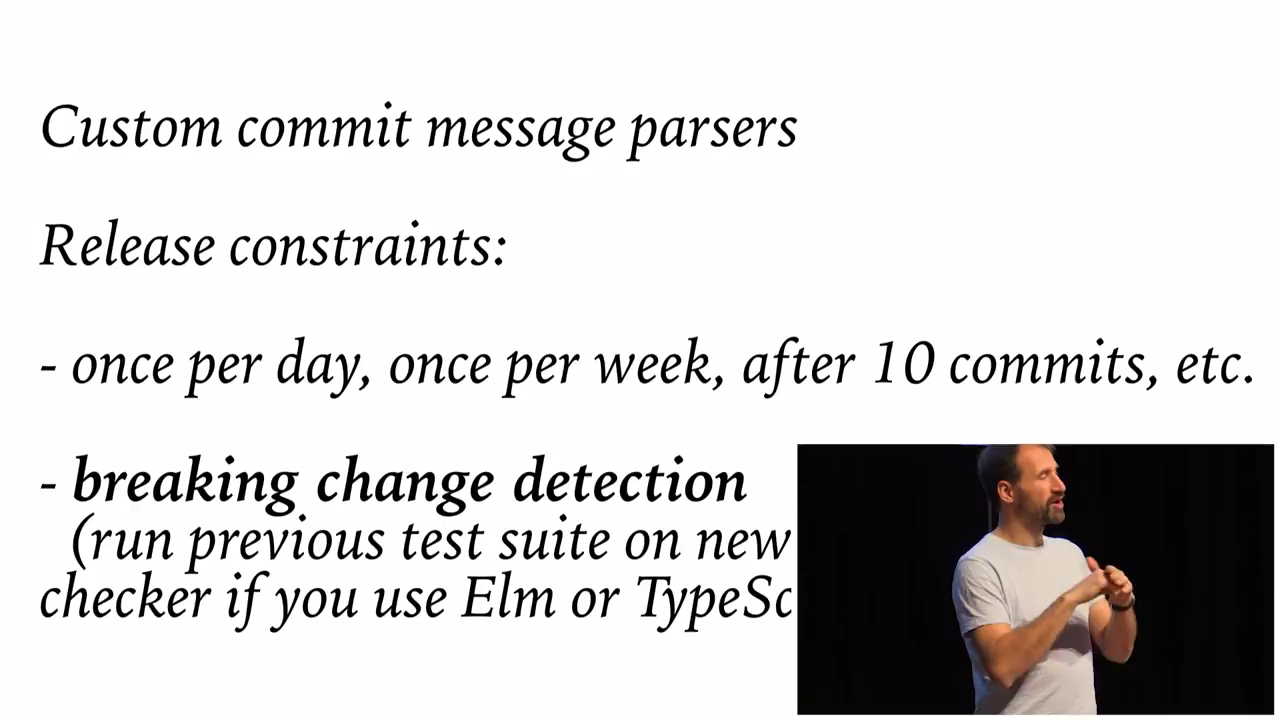 Custom commit message parsers
Release constraints:
- once per day, once per week, after 10 commits, etc.
- breaking change detection
(run previous test suite on new
checker if you use Elm or